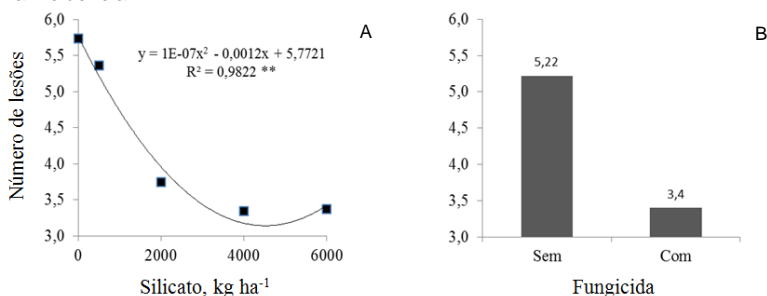 A
6,0
5,5
5,0
4,5
4,0
3,5
3,0
Número de lesões
y = 1E-07x² - 0,0012x + 5,7721
R² = 0,9822 **
0 2000 4000 6000
Silicato, kg ha⁻¹
B
6,0
5,5
5,0
4,5
4,0
3,5
3,0
5,22
3,4
Sem Com
Fungicida